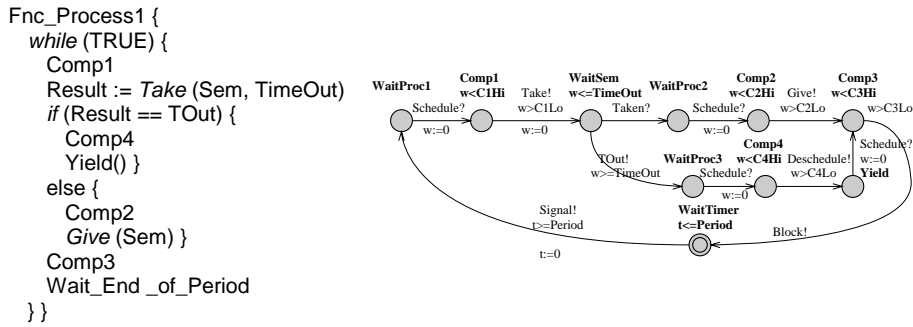 Fnc_Process1 {
while (TRUE) {
Comp1
Result := Take (Sem, TimeOut)
if (Result == TOut) {
Comp4
Yield() }
else {
Comp2
Give (Sem) }
Comp3
Wait_End _of_Period
} }
WaitProc1
Comp1
w<C1Hi
WaitSem
w<=TimeOut
WaitProc2
Comp2
w<C2Hi
Comp3
w<C3Hi
Schedule?
w:=0
Take!
w>C1Lo
w:=0
Taken?
Schedule?
w:=0
Give!
w>C2Lo
w>C3Lo
TOut!
w>=TimeOut
WaitProc3
Schedule?
w:=0
Comp4
w<C4Hi
Deschedule!
w>C4Lo
Schedule?
w:=0
Yield
Signal!
t>=Period
t:=0
WaitTimer
t<=Period
Block!